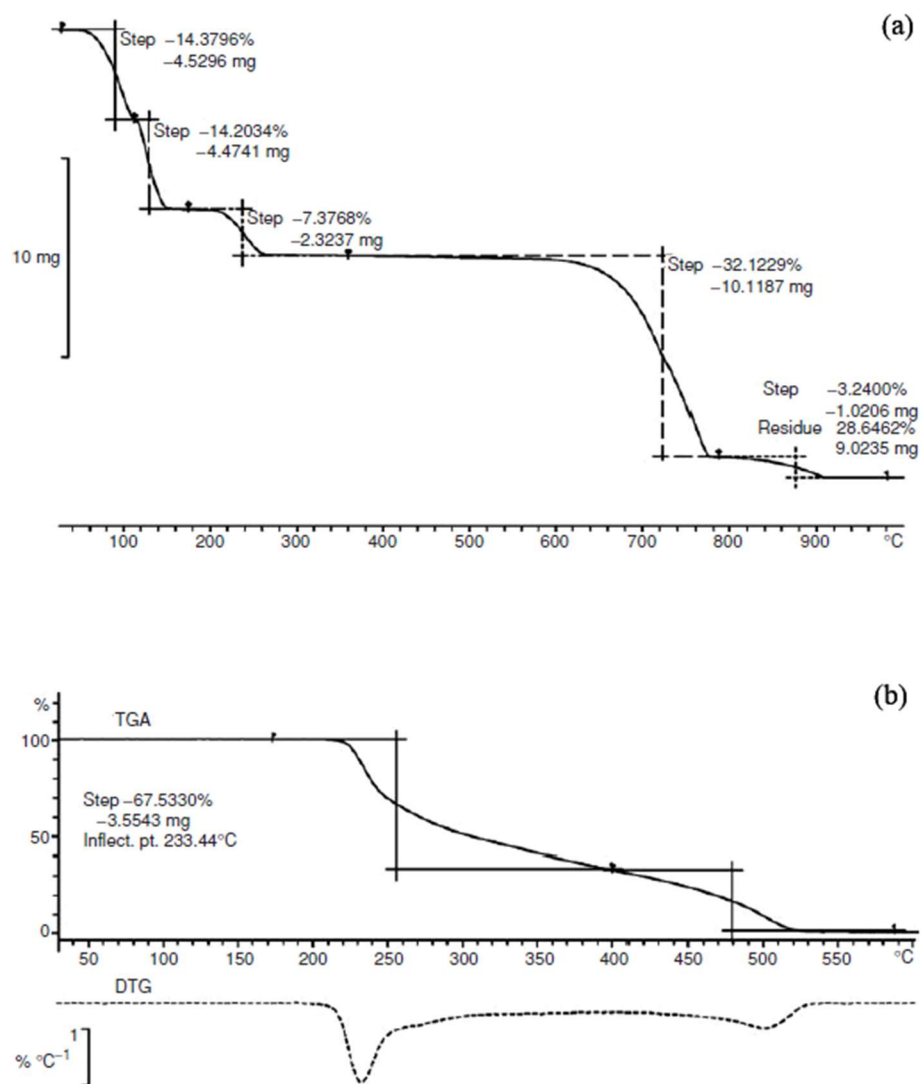 (a)
Step –14.3796%
–4.5296 mg
Step –14.2034%
–4.4741 mg
Step –7.3768%
–2.3237 mg
10 mg
Step –32.1229%
–10.1187 mg
Step –3.2400%
–1.0206 mg
Residue 28.6462%
9.0235 mg
100 200 300 400 500 600 700 800 900 °C
(b)
%
TGA
100
Step –67.5330%
–3.5543 mg
50
Inflect. pt. 233.44°C
0
50 100 150 200 250 300 350 400 450 500 °C
DTG
1
% °C⁻¹